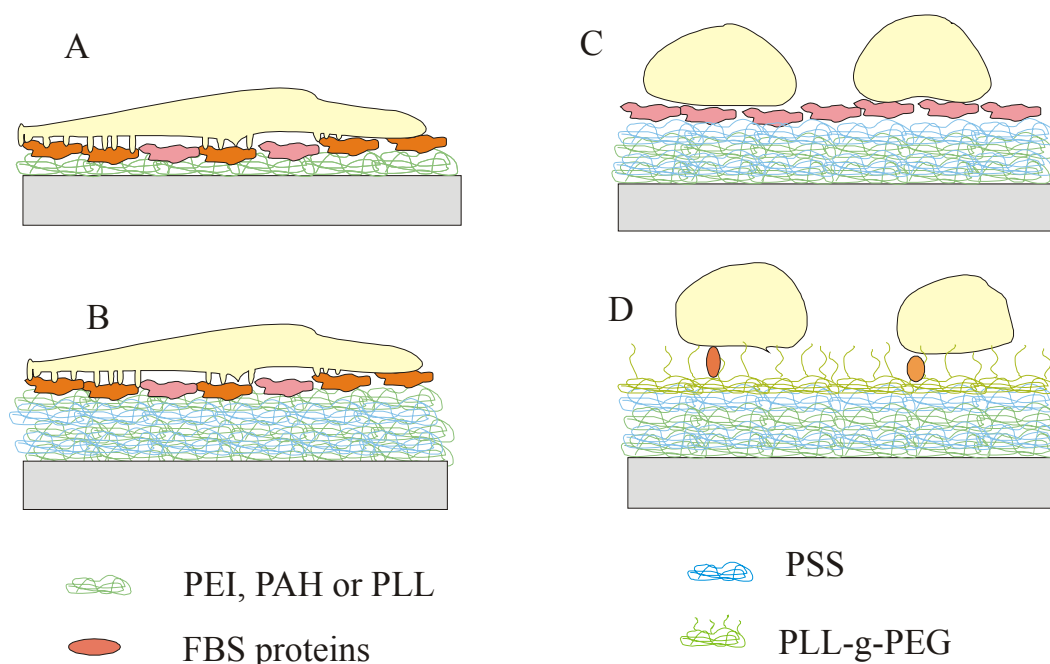 A
C
B
D
PEI, PAH or PLL
PSS
FBS proteins
PLL-g-PEG